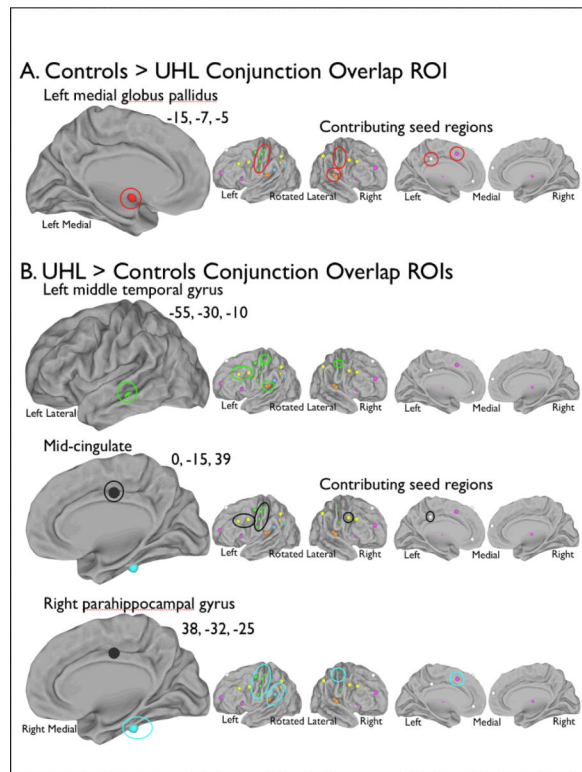 A. Controls > UHL Conjunction Overlap ROI
Left medial globus pallidus
-15, -7, -5
Contributing seed regions
Left Rotated Lateral Right
Left Medial Right
Left Medial
B. UHL > Controls Conjunction Overlap ROIs
Left middle temporal gyrus
-55, -30, -10
Left Rotated Lateral Right
Left Medial Right
Left Lateral
Mid-cingulate
0, -15, 39
Contributing seed regions
Left Rotated Lateral Right
Left Medial Right
Right parahippocampal gyrus
38, -32, -25
Right Medial
Left Rotated Lateral Right
Left Medial Right